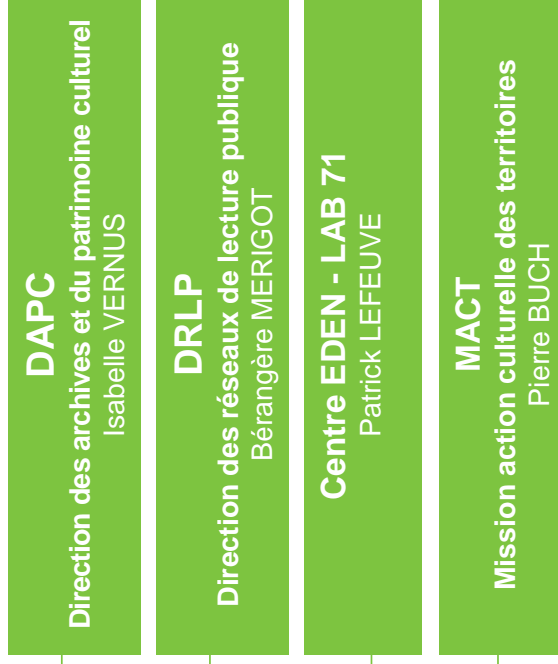 DAPC
Direction des archives et du patrimoine culturel
Isabelle VERNUS
DRLP
Direction des réseaux de lecture publique
Bérangère MERIGOT
Centre EDEN - LAB 71
Patrick LEFEUVE
MACT
Mission action culturelle des territoires
Pierre BUCH